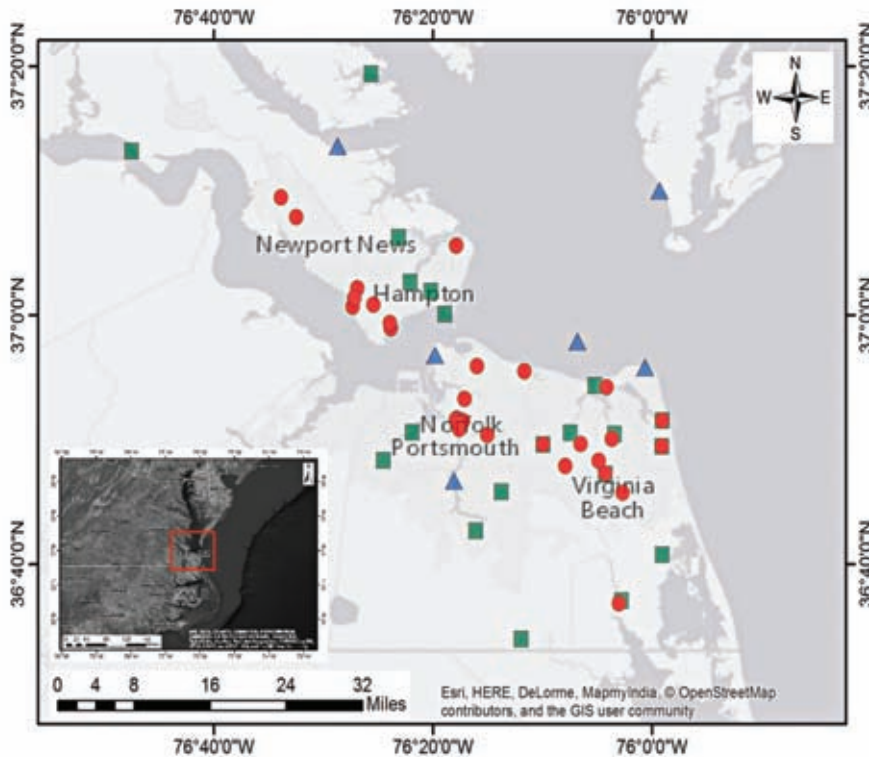 76°40'0"W 76°20'0"W 76°0'0"W
37°20'0"N 37°20'0"N
N
W E
S
Newport News
Hampton
37°0'0"N 37°0'0"N
Norfolk
Portsmouth
Virginia
Beach
36°40'0"N 36°40'0"N
0 4 8 16 24 32
Miles
Esri, HERE, DeLorme, MapmyIndia, © OpenStreetMap
contributors, and the GIS user community
76°40'0"W 76°20'0"W 76°0'0"W